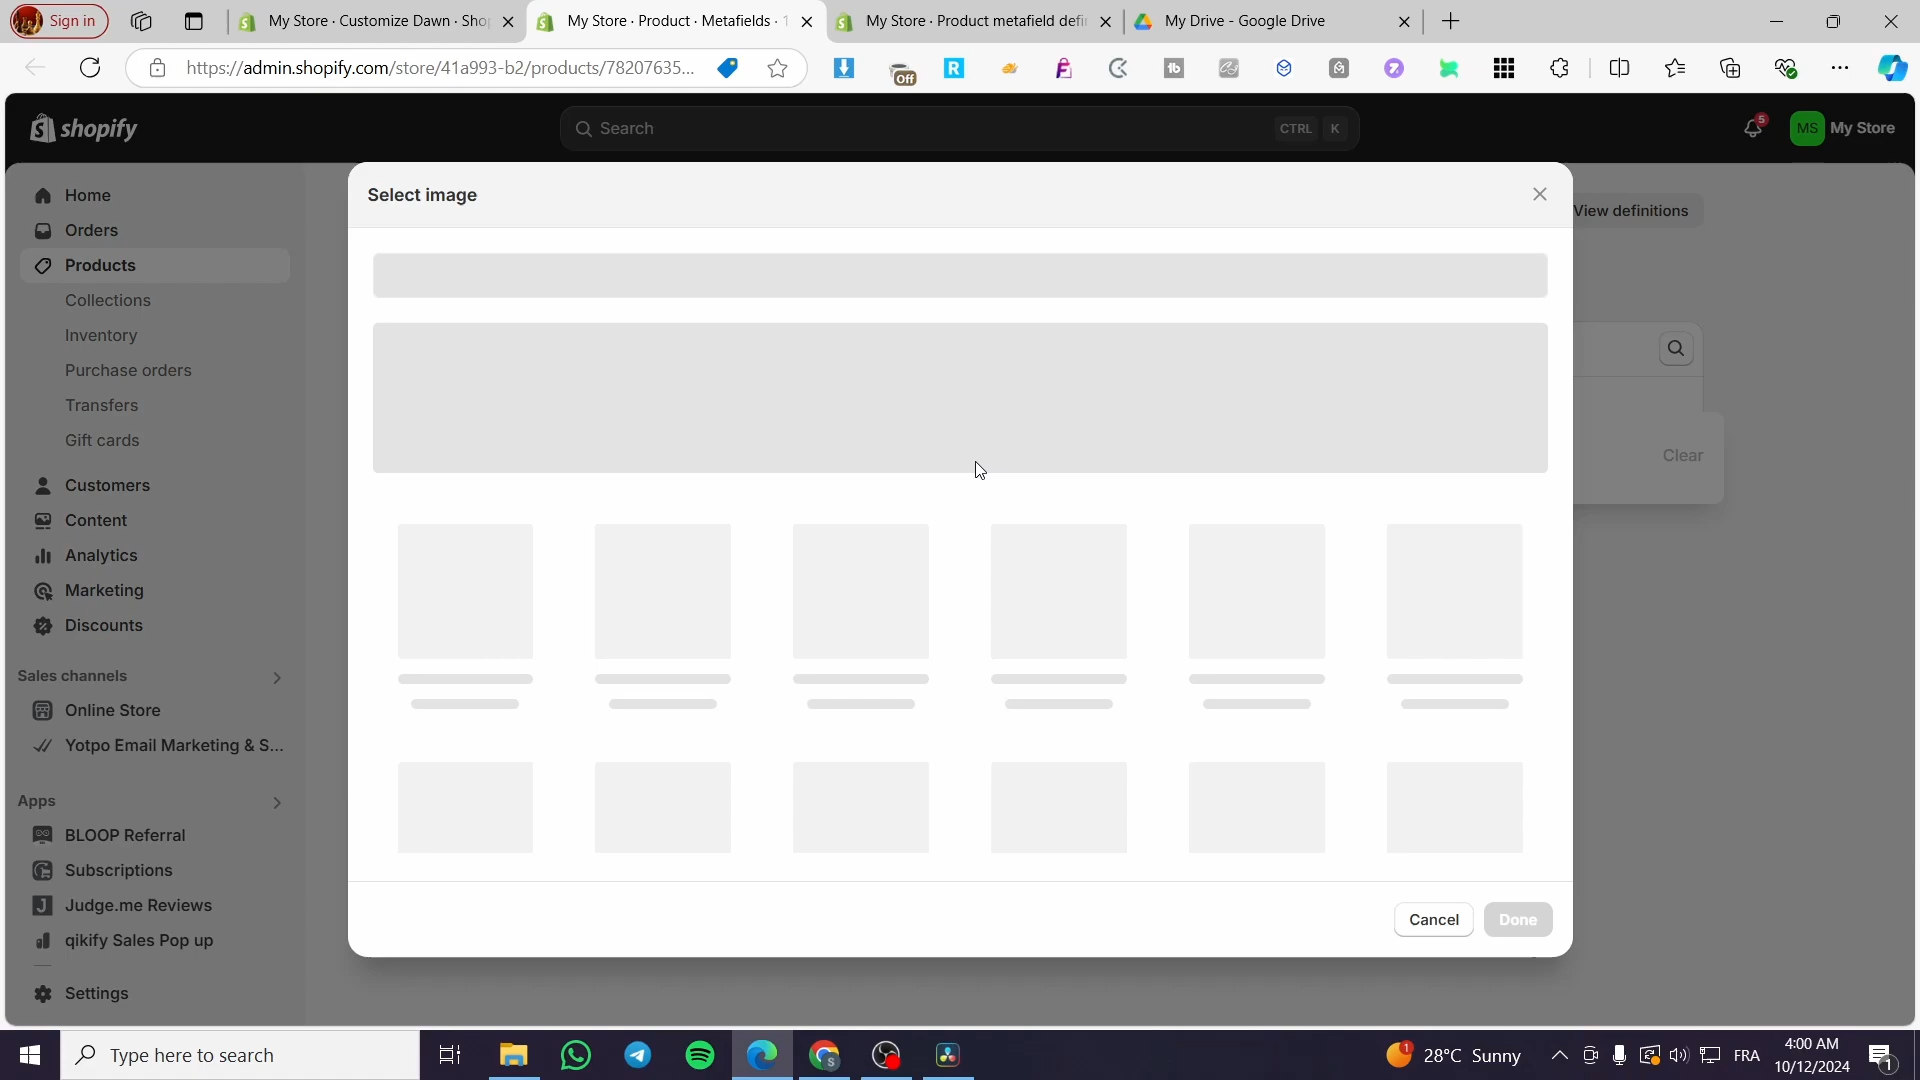 Sign in
My Store · Customize Dawn · Sho
My Store · Product · Metafields · 1
My Store · Product metafield defi
My Drive - Google Drive
https://admin.shopify.com/store/41a993-b2/products/78207635...
Off
shopify
Search
CTRL K
5
MS
My Store
Select image
View definitions
Home
Orders
Products
Collections
Inventory
Purchase orders
Transfers
Gift cards
Clear
Customers
Content
Analytics
Marketing
Discounts
Sales channels
Online Store
Yotpo Email Marketing & S...
Apps
BLOOP Referral
Subscriptions
Judge.me Reviews
qikify Sales Pop up
Cancel
Done
Settings
Type here to search
1
28°C Sunny
FRA
4:00 AM
10/12/2024
1